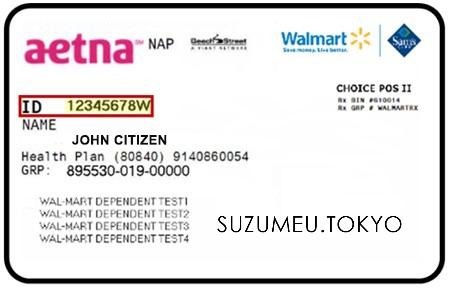 aetna℠ NAP
Beech Street
A VIANT NETWORK
Walmart
Save money. Live better.
Sam's
CHOICE POS II
Rx BIN #610014
Rx GRP # WALMARTRX
ID 12345678W
NAME
JOHN CITIZEN
Health Plan (80840) 9140860054
GRP: 895530-019-00000
WAL-MART DEPENDENT TEST1
WAL-MART DEPENDENT TEST2
WAL-MART DEPENDENT TEST3
WAL-MART DEPENDENT TEST4
SUZUMEU.TOKYO